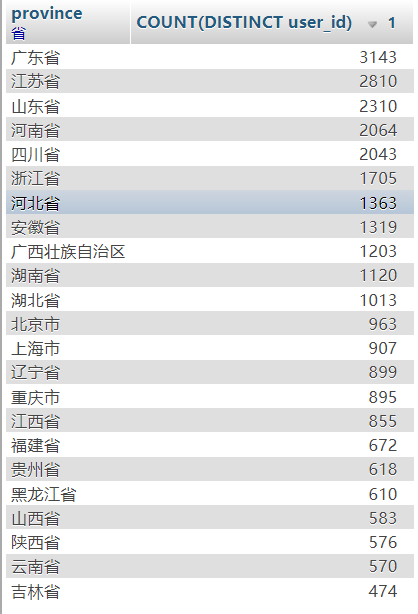 province COUNT(DISTINCT user_id) 1
省
广东省 3143
江苏省 2810
山东省 2310
河南省 2064
四川省 2043
浙江省 1705
河北省 1363
安徽省 1319
广西壮族自治区 1203
湖南省 1120
湖北省 1013
北京市 963
上海市 907
辽宁省 899
重庆市 895
江西省 855
福建省 672
贵州省 618
黑龙江省 610
山西省 583
陕西省 576
云南省 570
吉林省 474